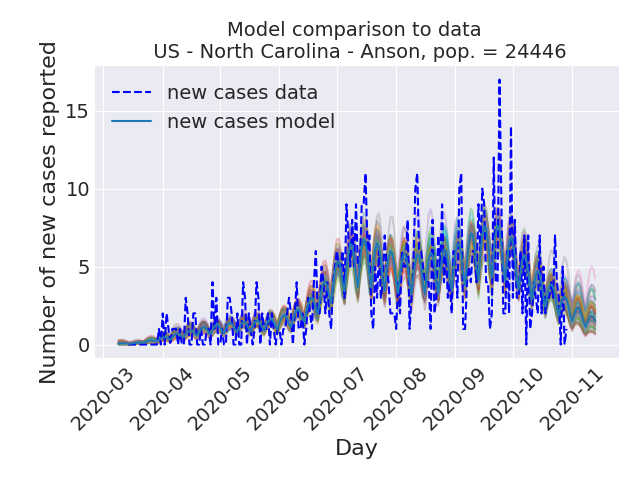 Model comparison to data
US - North Carolina - Anson, pop. = 24446
Number of new cases reported
15
10
5
0
new cases data
new cases model
2020-03
2020-04
2020-05
2020-06
2020-07
2020-08
2020-09
2020-10
2020-11
Day